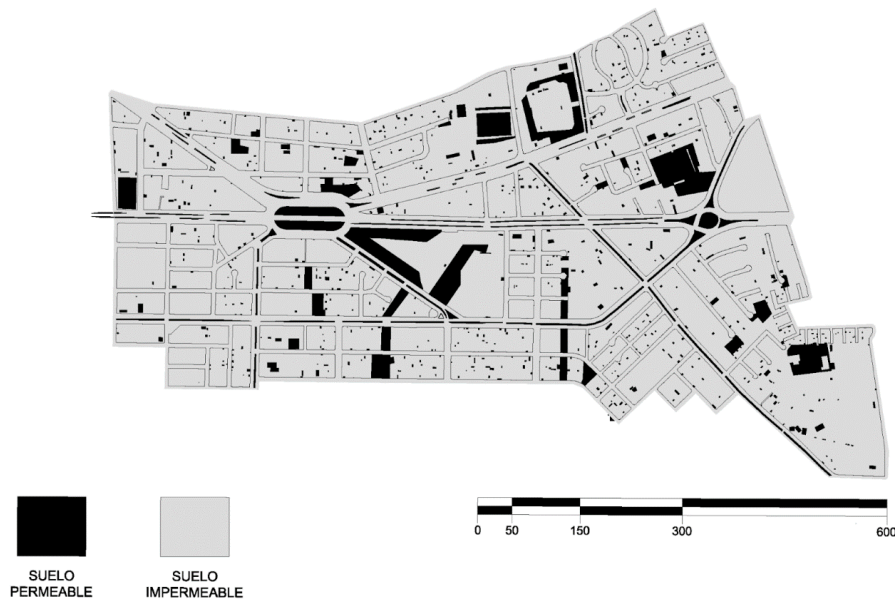 SUELO
PERMEABLE
SUELO
IMPERMEABLE
0 50 150 300 600